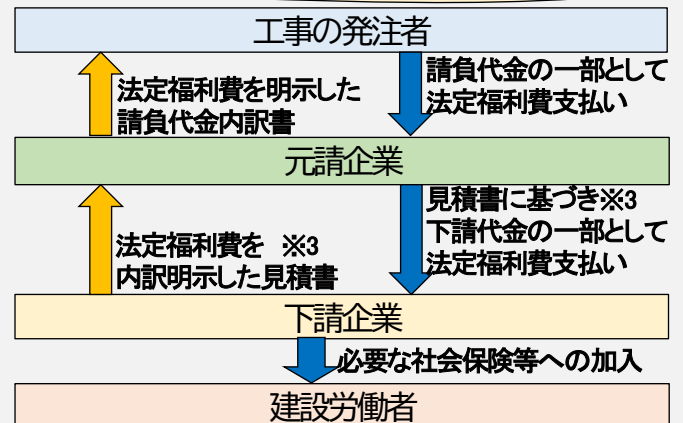 工事の発注者
法定福利費を明示した
請負代金内訳書
請負代金の一部として
法定福利費支払い
元請企業
法定福利費を　※3
内訳明示した見積書
見積書に基づき※3
下請代金の一部として
法定福利費支払い
下請企業
必要な社会保険等への加入
建設労働者